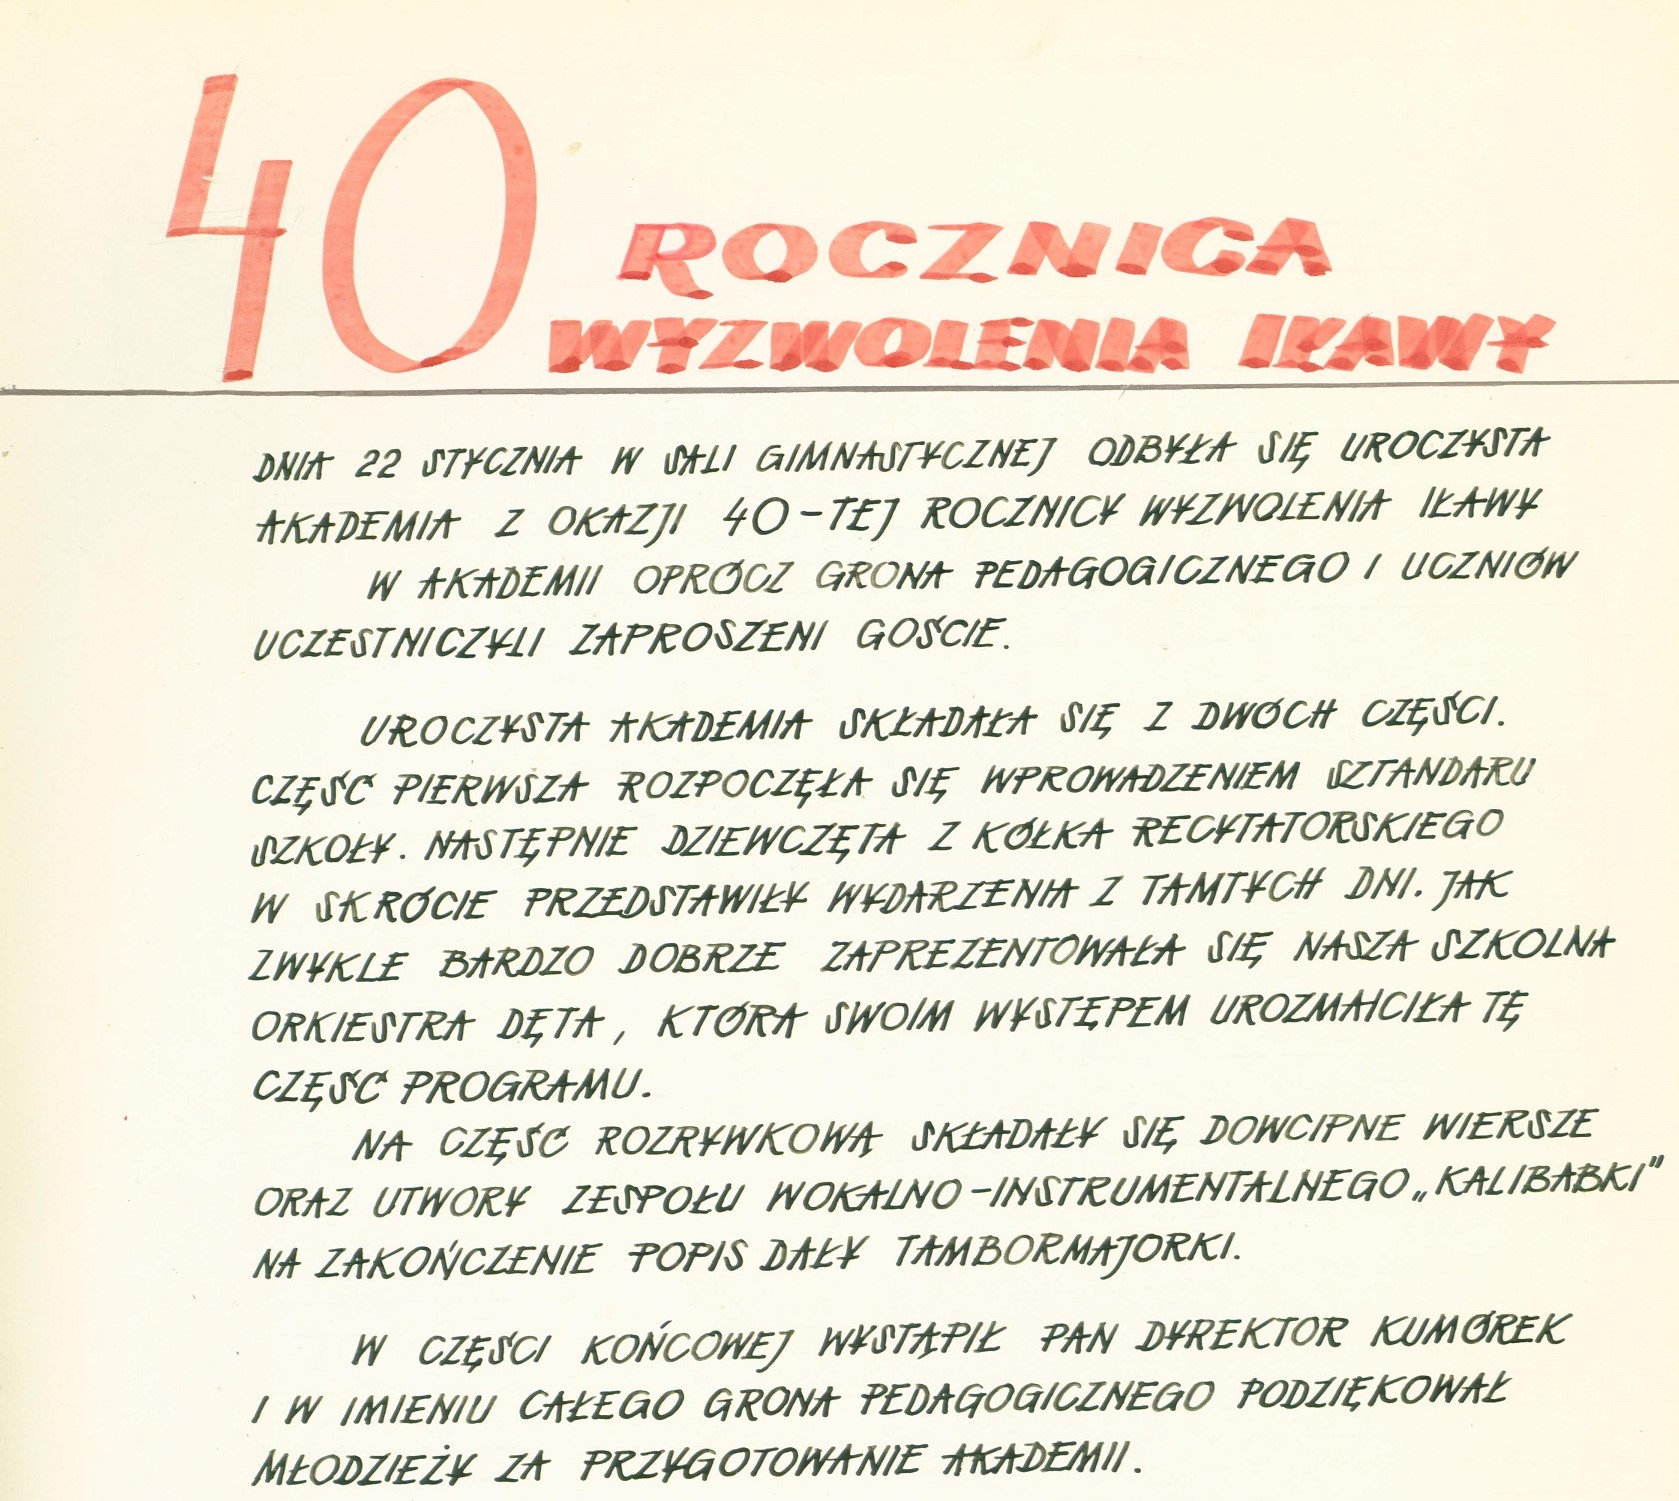 40 ROCZNICA
WYZWOLENIA IŁAWY
DNIA 22 STYCZNIA W SALI GIMNASTYCZNEJ ODBYŁA SIĘ UROCZYSTA
AKADEMIA Z OKAZJI 40-TEJ ROCZNICY WYZWOLENIA IŁAWY
W AKADEMII OPRÓCZ GRONA PEDAGOGICZNEGO I UCZNIÓW
UCZESTNICZYLI ZAPROSZENI GOŚCIE.
UROCZYSTA AKADEMIA SKŁADAŁA SIĘ Z DWÓCH CZĘŚCI.
CZĘŚĆ PIERWSZA ROZPOCZĘŁA SIĘ WPROWADZENIEM SZTANDARU
SZKOŁY. NASTĘPNIE DZIEWCZĘTA Z KÓŁKA RECYTATORSKIEGO
W SKRÓCIE PRZEDSTAWIŁY WYDARZENIA Z TAMTYCH DNI. JAK
ZWYKLE BARDZO DOBRZE ZAPREZENTOWAŁA SIĘ NASZA SZKOLNA
ORKIESTRA DĘTA, KTÓRA SWOIM WYSTĘPEM UROZMAICIŁA TĘ
CZĘŚĆ PROGRAMU.
NA CZĘŚĆ ROZRYWKOWĄ SKŁADAŁY SIĘ DOWCIPNE WIERSZE
ORAZ UTWORY ZESPOŁU WOKALNO-INSTRUMENTALNEGO „KALIBABKI"
NA ZAKOŃCZENIE POPIS DAŁY TAMBORMAJORKI.
W CZĘŚCI KOŃCOWEJ WYSTĄPIŁ PAN DYREKTOR KUMÓREK
I W IMIENIU CAŁEGO GRONA PEDAGOGICZNEGO PODZIĘKOWAŁ
MŁODZIEŻY ZA PRZYGOTOWANIE AKADEMII.